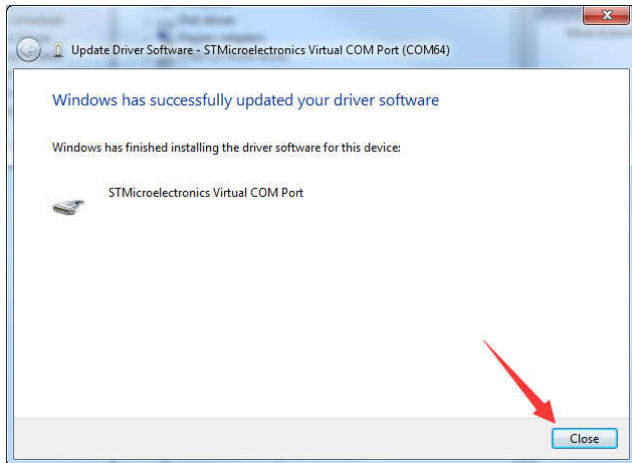 Update Driver Software - STMicroelectronics Virtual COM Port (COM64)
Windows has successfully updated your driver software
Windows has finished installing the driver software for this device:
STMicroelectronics Virtual COM Port
Close